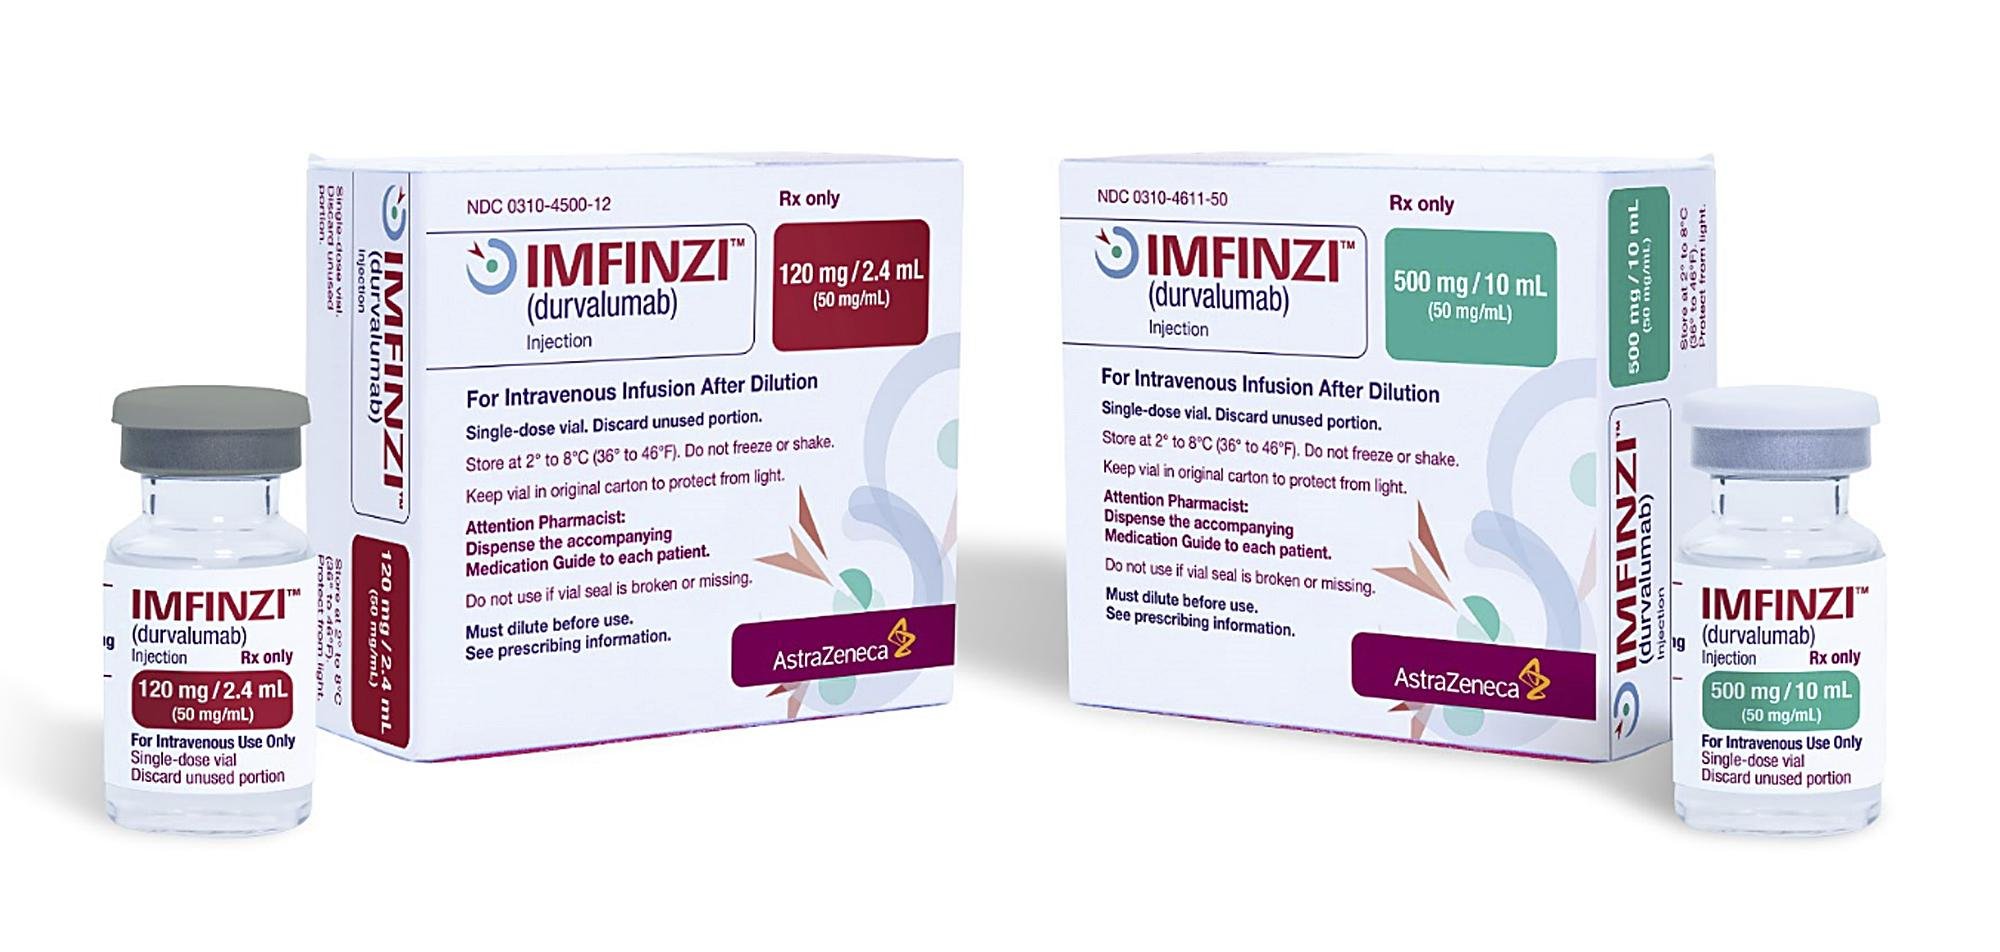 NDC 0310-4500-12
Rx only
IMFINZI™
(durvalumab)
Injection
120 mg / 2.4 mL
(50 mg/mL)
For Intravenous Infusion After Dilution
Single-dose vial. Discard unused portion.
Store at 2° to 8°C (36° to 46°F). Do not freeze or shake.
Keep vial in original carton to protect from light.
Attention Pharmacist:
Dispense the accompanying
Medication Guide to each patient.
Do not use if vial seal is broken or missing.
Must dilute before use.
See prescribing information.
AstraZeneca
Single-dose vial.
Discard unused
portion.
IMFINZI™
(durvalumab)
Injection
120 mg / 2.4 mL
(50 mg/mL)
Store at 2° to 8°C
(36° to 46°F).
Protect from light.
IMFINZI™
(durvalumab)
Injection Rx only
120 mg / 2.4 mL
(50 mg/mL)
For Intravenous Use Only
Single-dose vial
Discard unused portion
ng
NDC 0310-4611-50
Rx only
IMFINZI™
(durvalumab)
Injection
500 mg / 10 mL
(50 mg/mL)
For Intravenous Infusion After Dilution
Single-dose vial. Discard unused portion.
Store at 2° to 8°C (36° to 46°F). Do not freeze or shake.
Keep vial in original carton to protect from light.
Attention Pharmacist:
Dispense the accompanying
Medication Guide to each patient.
Do not use if vial seal is broken or missing.
Must dilute before use.
See prescribing information.
AstraZeneca
500 mg / 10 mL
(50 mg/mL)
Store at 2° to 8°C
(36° to 46°F).
Protect from light.
IMFINZI™
(durvalumab)
Injection
IMFINZI™
(durvalumab)
Injection Rx only
500 mg / 10 mL
(50 mg/mL)
For Intravenous Use Only
Single-dose vial
Discard unused portion
ng